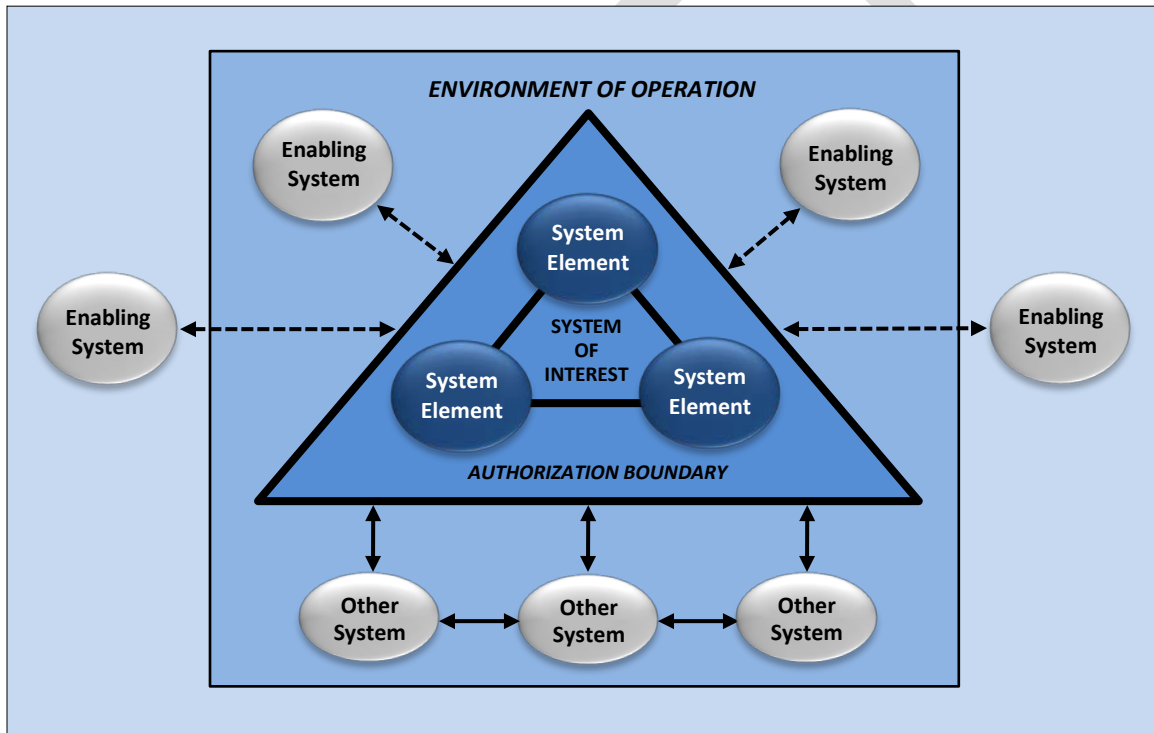 ENVIRONMENT OF OPERATION
Enabling
System
Enabling
System
System
Element
Enabling
System
Enabling
System
SYSTEM
OF
INTEREST
System
Element
System
Element
AUTHORIZATION BOUNDARY
Other
System
Other
System
Other
System